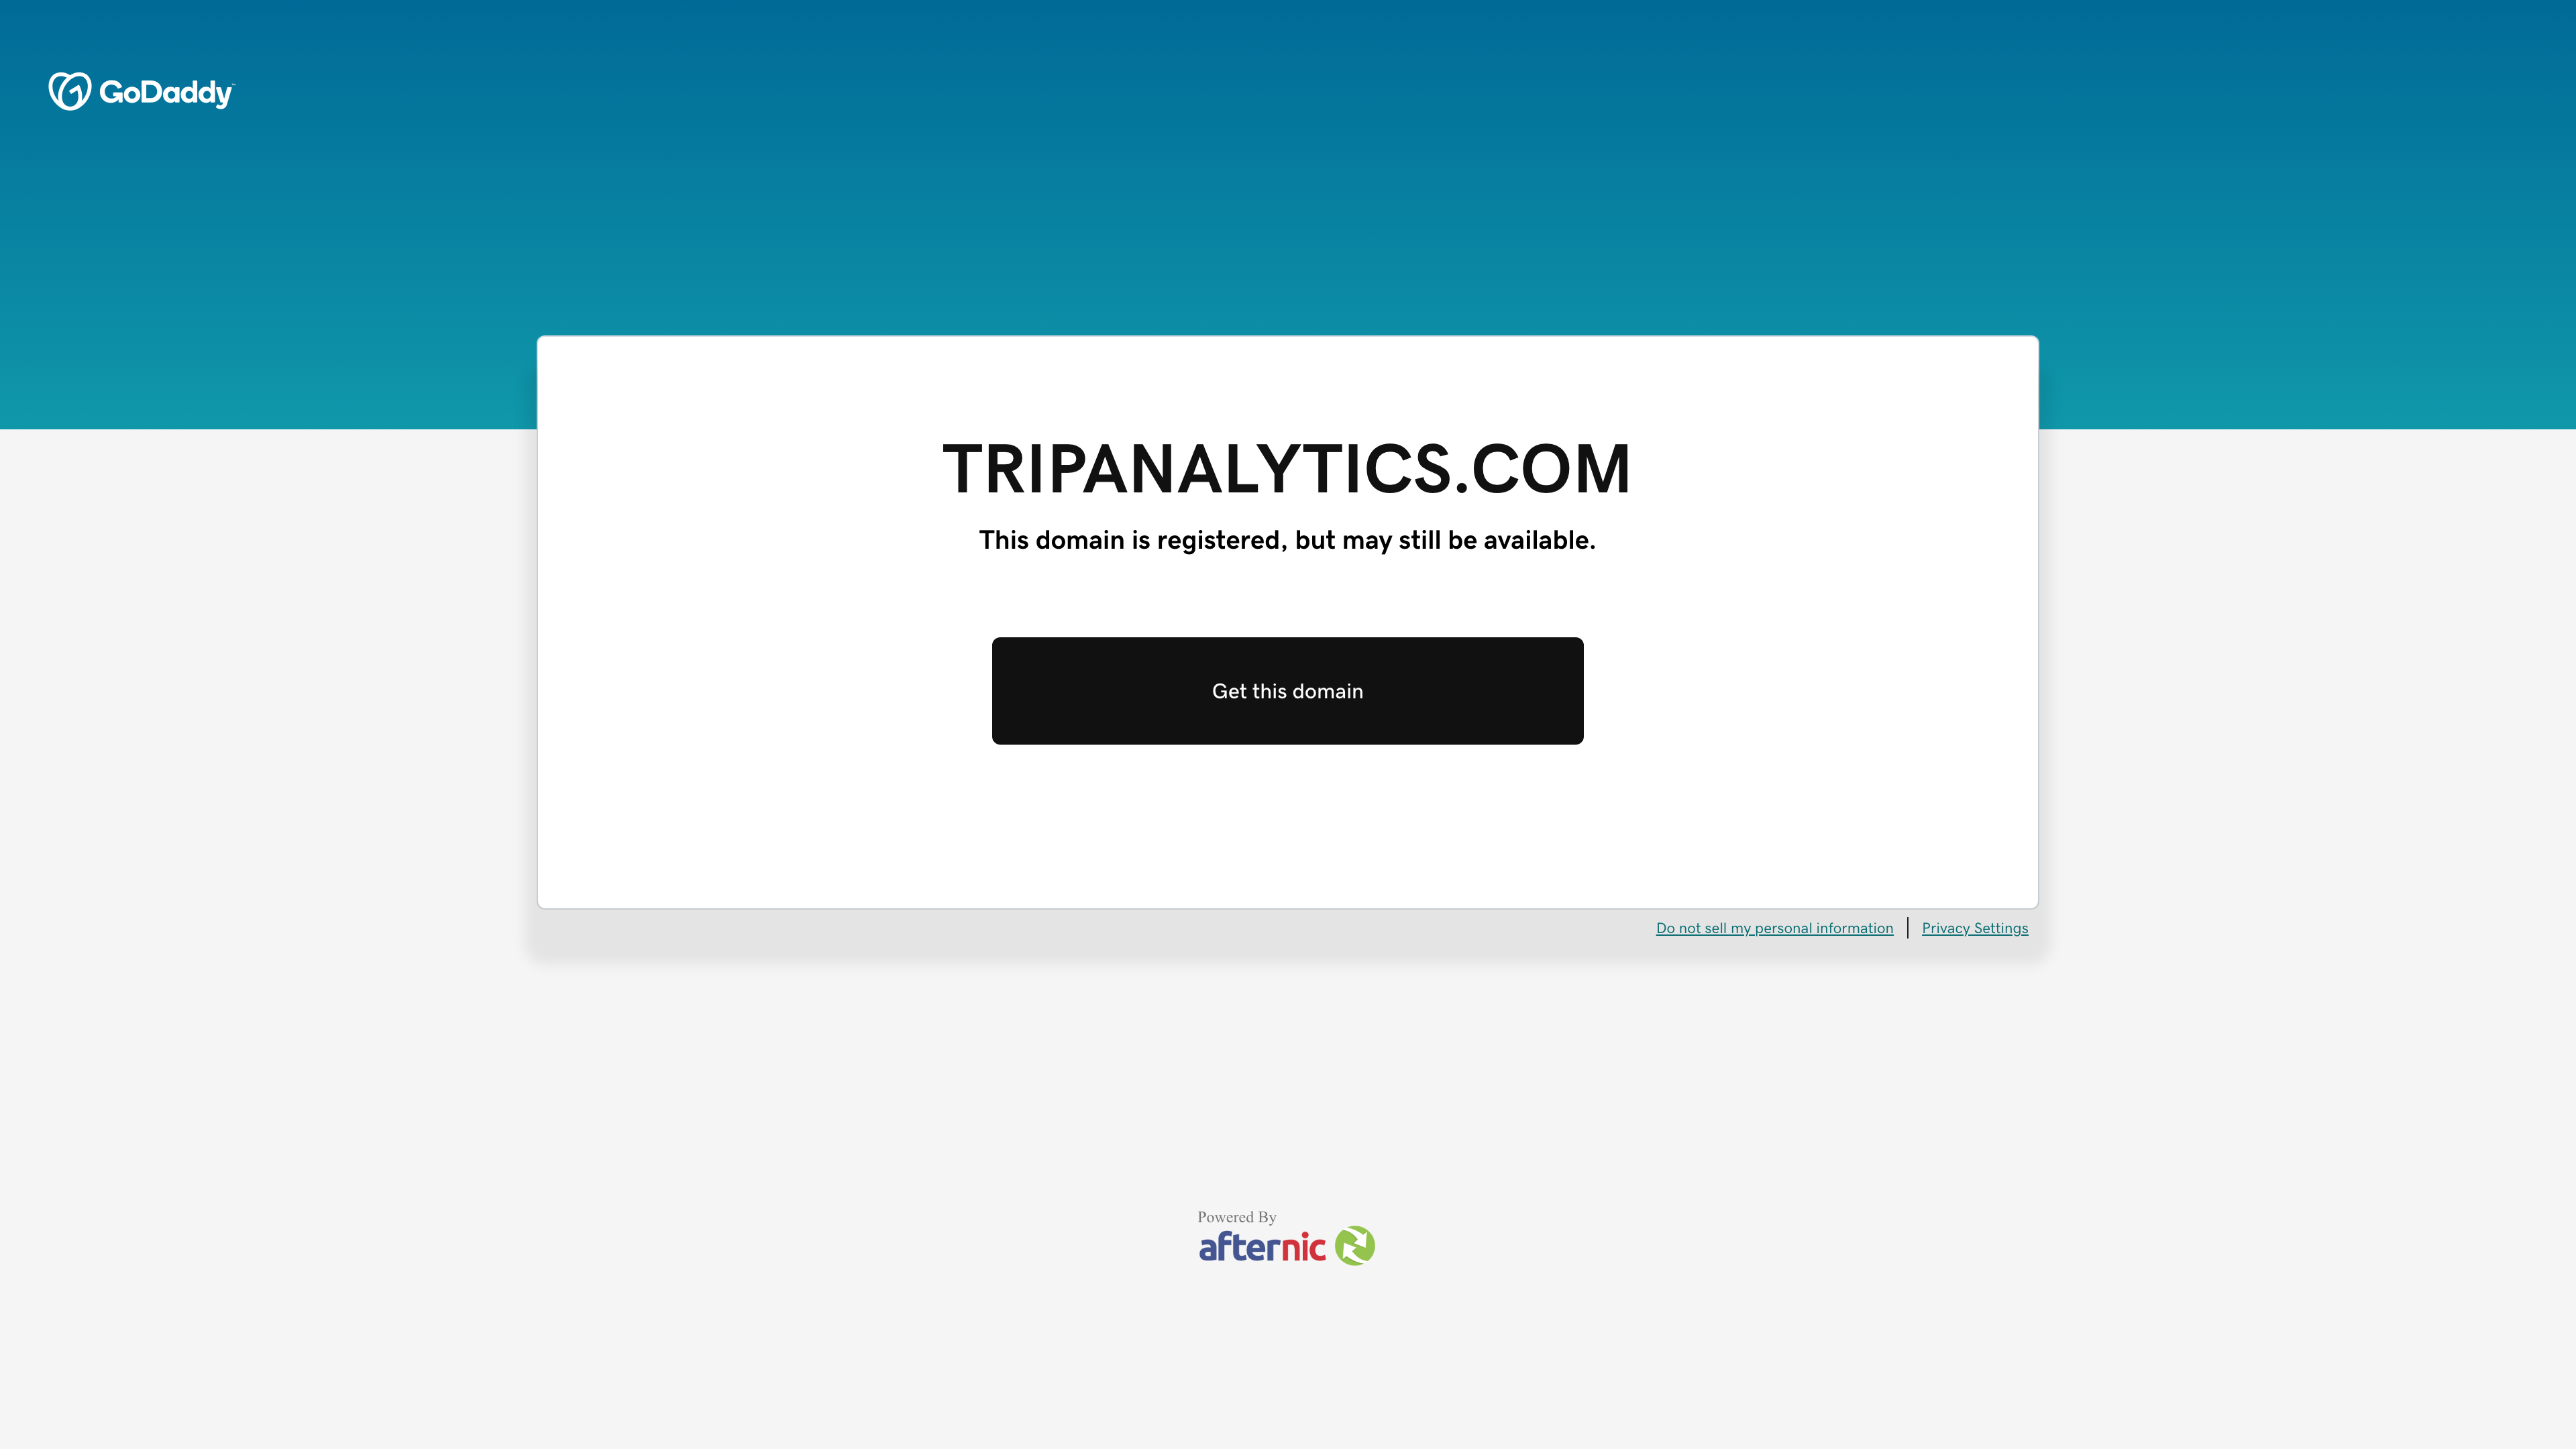 GoDaddy
TRIPANALYTICS.COM
This domain is registered, but may still be available.
Get this domain
Do not sell my personal information | Privacy Settings
Powered By
afternic